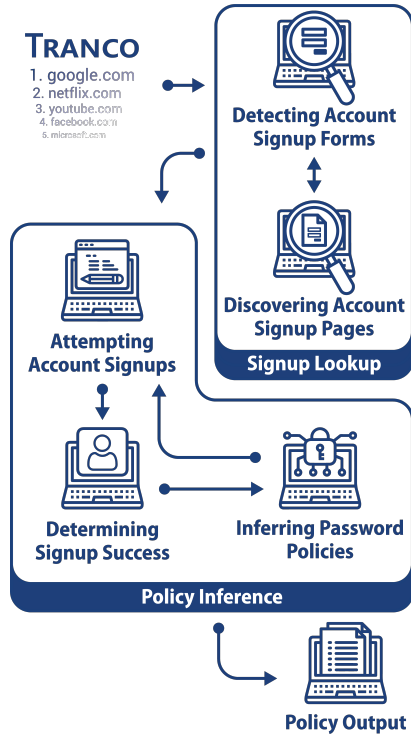 TRANCO
1. google.com
2. netflix.com
3. youtube.com
4. facebook.com
5. microsoft.com
Detecting Account
Signup Forms
Discovering Account
Signup Pages
Signup Lookup
Attempting
Account Signups
Determining
Signup Success
Inferring Password
Policies
Policy Inference
Policy Output